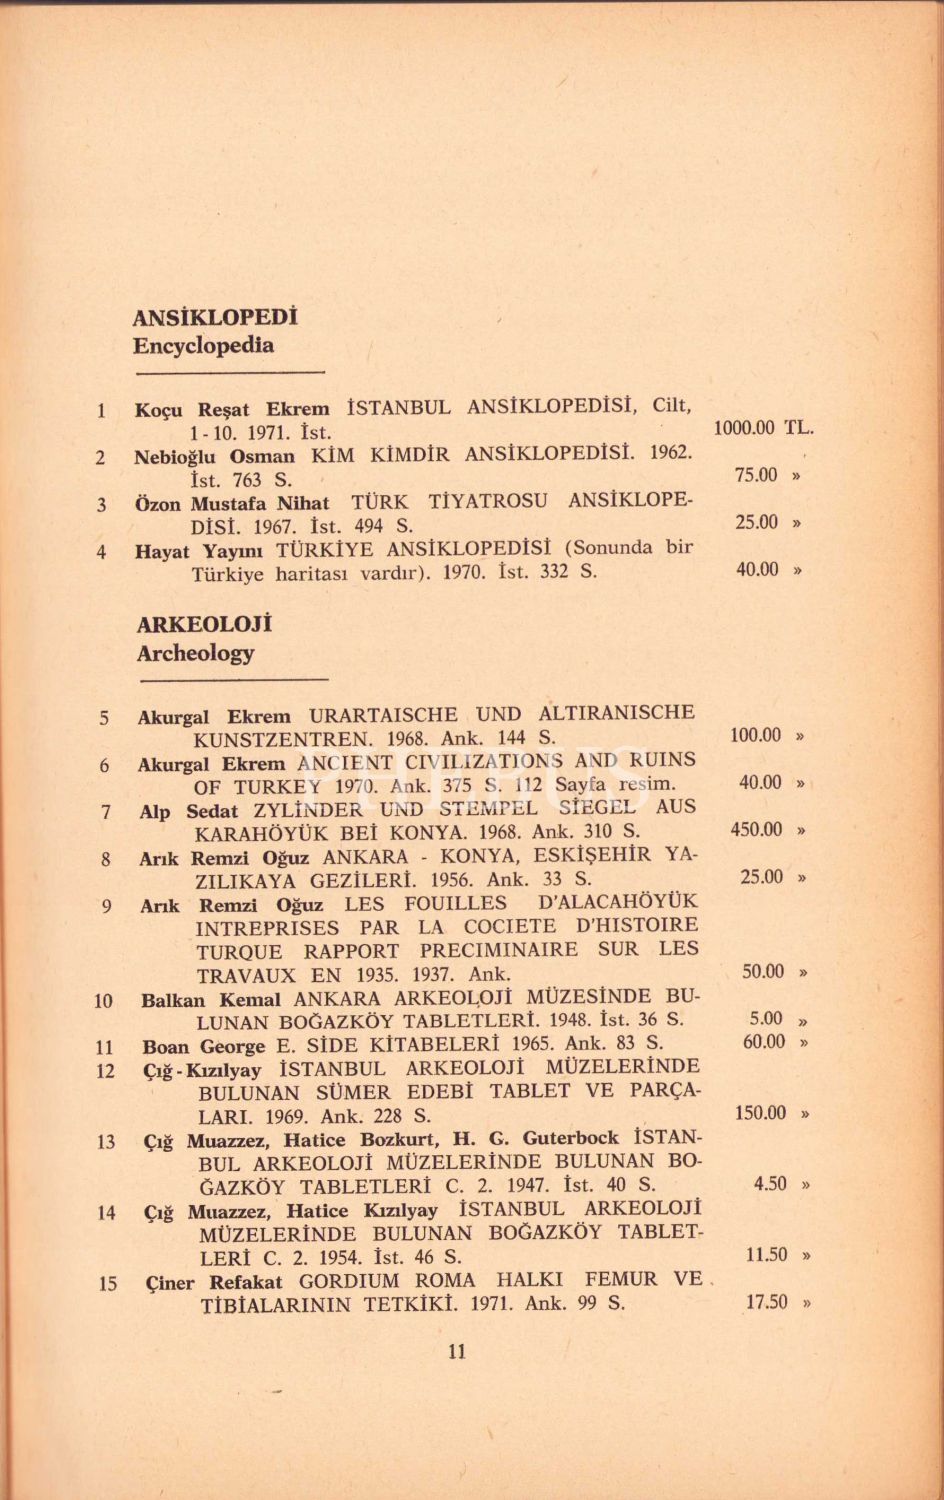 ANSİKLOPEDİ
Encyclopedia
1 Koçu Reşat Ekrem İSTANBUL ANSİKLOPEDİSİ, Cilt,
1-10. 1971. İst. 1000.00 TL.
2 Nebioğlu Osman KİM KİMDİR ANSİKLOPEDİSİ. 1962.
İst. 763 S. 75.00 »
3 Özon Mustafa Nihat TÜRK TİYATROSU ANSİKLOPE-
DİSİ. 1967. İst. 494 S. 25.00 »
4 Hayat Yayını TÜRKİYE ANSİKLOPEDİSİ (Sonunda bir
Türkiye haritası vardır). 1970. İst. 332 S. 40.00 »
ARKEOLOJİ
Archeology
5 Akurgal Ekrem URARTAISCHE UND ALTIRANISCHE
KUNSTZENTREN. 1968. Ank. 144 S. 100.00 »
6 Akurgal Ekrem ANCIENT CIVILIZATIONS AND RUINS
OF TURKEY 1970. Ank. 375 S. 112 Sayfa resim. 40.00 »
PHEBUS
7 Alp Sedat ZYLİNDER UND STEMPEL SİEGEL AUS
KARAHÖYÜK BEİ KONYA. 1968. Ank. 310 S. 450.00 »
8 Arık Remzi Oğuz ANKARA - KONYA, ESKİŞEHİR YA-
ZILIKAYA GEZİLERİ. 1956. Ank. 33 S. 25.00 »
9 Arık Remzi Oğuz LES FOUILLES D'ALACAHÖYÜK
INTREPRISES PAR LA COCIETE D'HISTOIRE
TURQUE RAPPORT PRECIMINAIRE SUR LES
TRAVAUX EN 1935. 1937. Ank. 50.00 »
10 Balkan Kemal ANKARA ARKEOLOJİ MÜZESİNDE BU-
LUNAN BOĞAZKÖY TABLETLERİ. 1948. İst. 36 S. 5.00 »
11 Boan George E. SİDE KİTABELERİ 1965. Ank. 83 S. 60.00 »
12 Çığ-Kızılyay İSTANBUL ARKEOLOJİ MÜZELERİNDE
BULUNAN SÜMER EDEBİ TABLET VE PARÇA-
LARI. 1969. Ank. 228 S. 150.00 »
13 Çığ Muazzez, Hatice Bozkurt, H. G. Guterbock İSTAN-
BUL ARKEOLOJİ MÜZELERİNDE BULUNAN BO-
ĞAZKÖY TABLETLERİ C. 2. 1947. İst. 40 S. 4.50 »
14 Çığ Muazzez, Hatice Kızılyay İSTANBUL ARKEOLOJİ
MÜZELERİNDE BULUNAN BOĞAZKÖY TABLET-
LERİ C. 2. 1954. İst. 46 S. 11.50 »
15 Çiner Refakat GORDIUM ROMA HALKI FEMUR VE
TİBİALARININ TETKİKİ. 1971. Ank. 99 S. 17.50 »
11